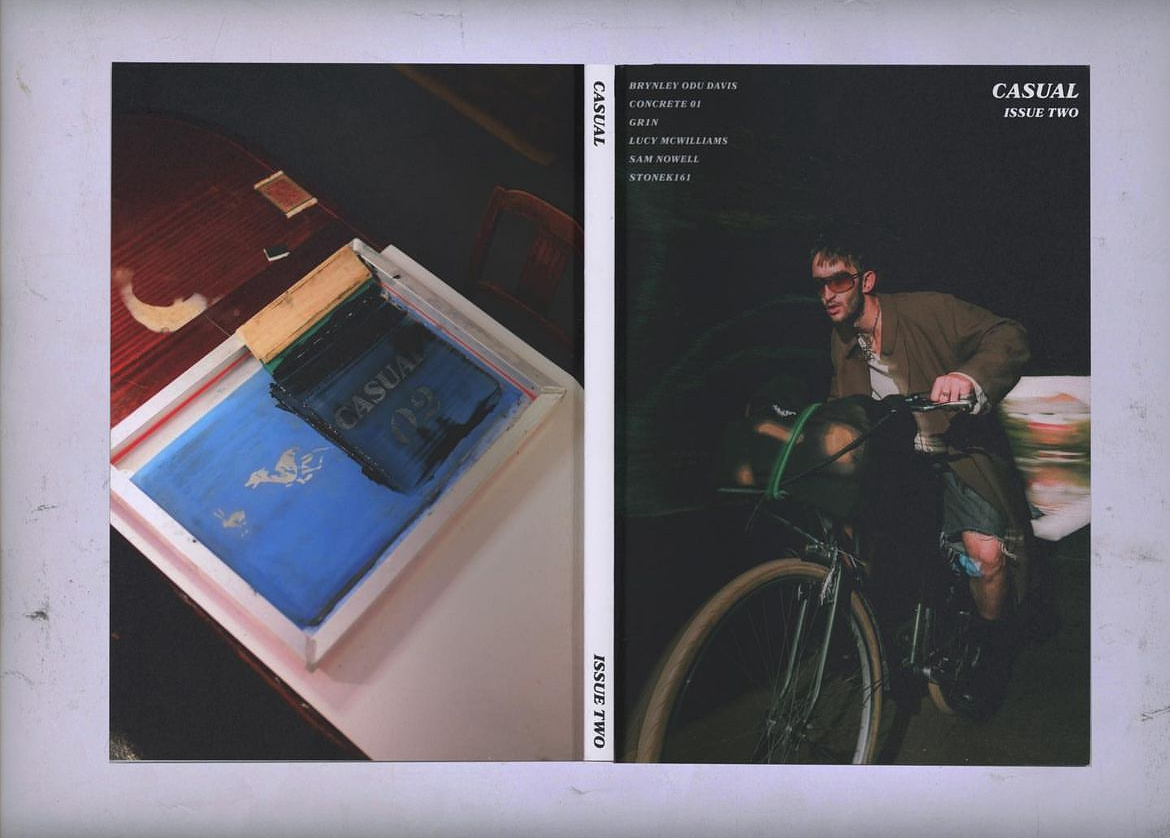 CASUAL
02
CASUAL
ISSUE TWO
BRYNLEY ODU DAVIS
CONCRETE 01
GR1N
LUCY MCWILLIAMS
SAM NOWELL
STONEK161
CASUAL
ISSUE TWO